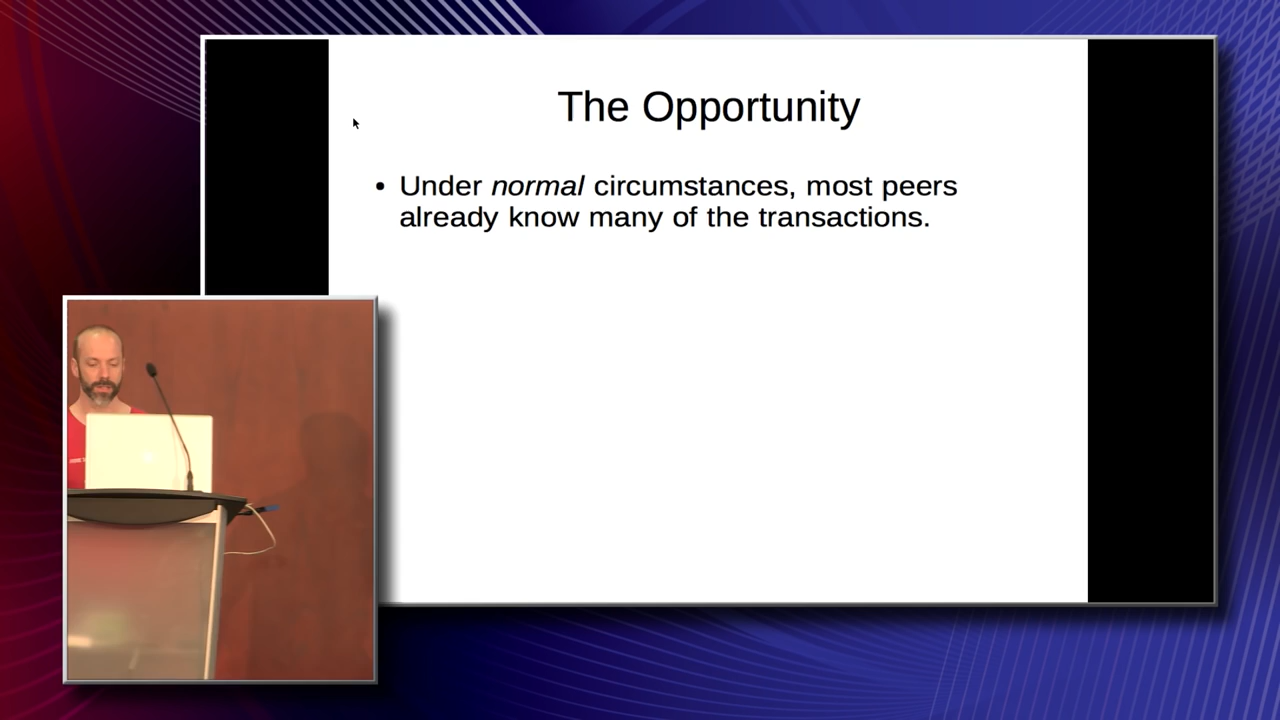 The Opportunity
• Under normal circumstances, most peers
already know many of the transactions.